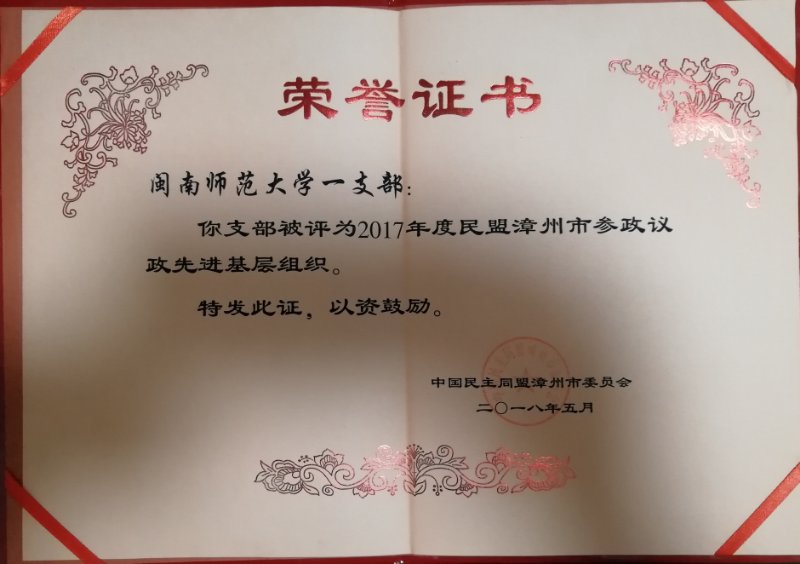 荣誉证书
闽南师范大学一支部：
你支部被评为2017年度民盟漳州市参政议
政先进基层组织。
特发此证，以资鼓励。
中国民主同盟漳州市委员会
二〇一八年五月